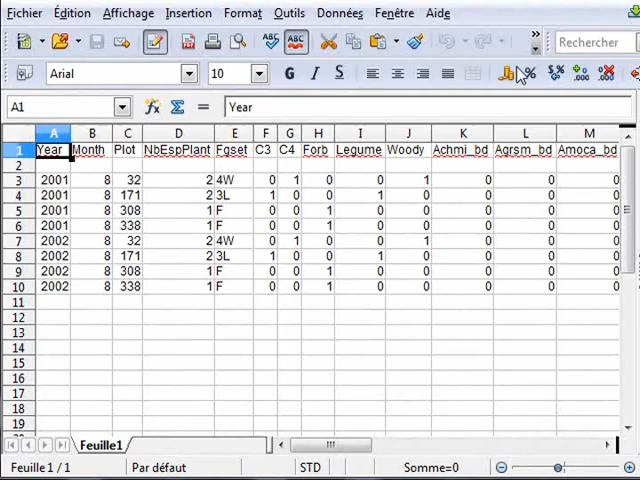 Fichier Édition Affichage Insertion Format Outils Données Fenêtre Aide
ABC ABC Rechercher
Arial 10 G I S
A1 Year
A B C D E F G H I J K L M
1 Year Month Plot NbEspPlant Fgset C3 C4 Forb Legume Woody Achmi_bd Agrsm_bd Amoca_bd
2
3 2001 8 32 2 4W 0 1 0 0 1 0 0 0
4 2001 8 171 2 3L 1 0 0 1 0 0 0 0
5 2001 8 308 1 F 0 0 1 0 0 0 0 0
6 2001 8 338 1 F 0 0 1 0 0 0 0 0
7 2002 8 32 2 4W 0 1 0 0 1 0 0 0
8 2002 8 171 2 3L 1 0 0 1 0 0 0 0
9 2002 8 308 1 F 0 0 1 0 0 0 0 0
10 2002 8 338 1 F 0 0 1 0 0 0 0 0
11
12
13
14
15
16
17
18
19
Feuille1
Feuille 1 / 1 Par défaut STD Somme=0